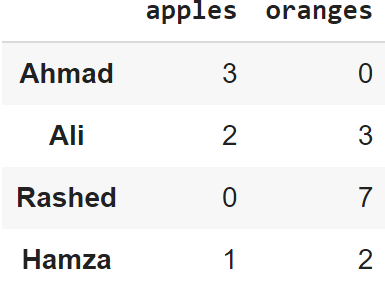 apples oranges
Ahmad 3 0
Ali 2 3
Rashed 0 7
Hamza 1 2